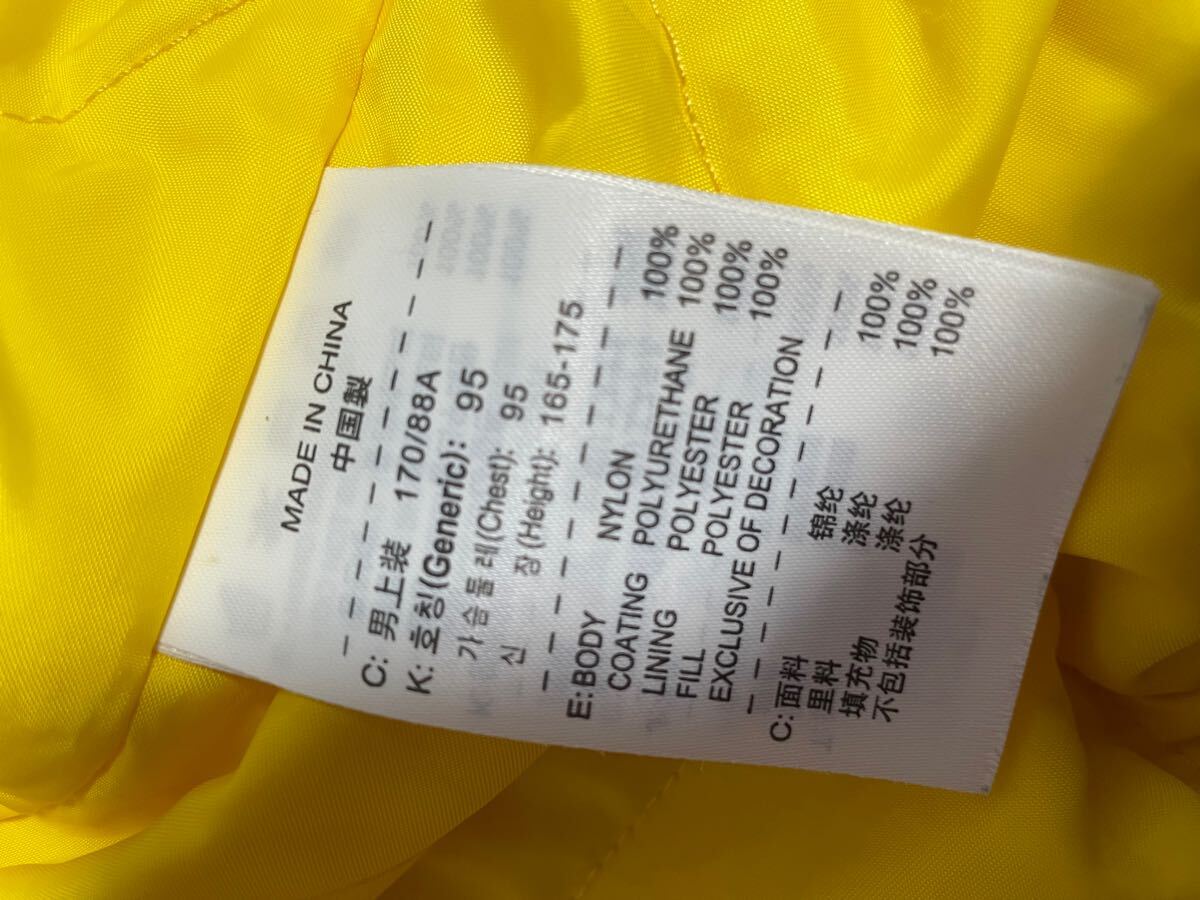 MADE IN CHINA
中国製
C: 男上装 170/88A
K: 호칭(Generic): 95
가슴둘레(Chest): 95
신 장(Height): 165-175
E: BODY NYLON 100%
COATING POLYURETHANE 100%
LINING POLYESTER 100%
FILL POLYESTER 100%
EXCLUSIVE OF DECORATION
C: 面料 锦纶 100%
里料 涤纶 100%
填充物 涤纶 100%
不包括装饰部分